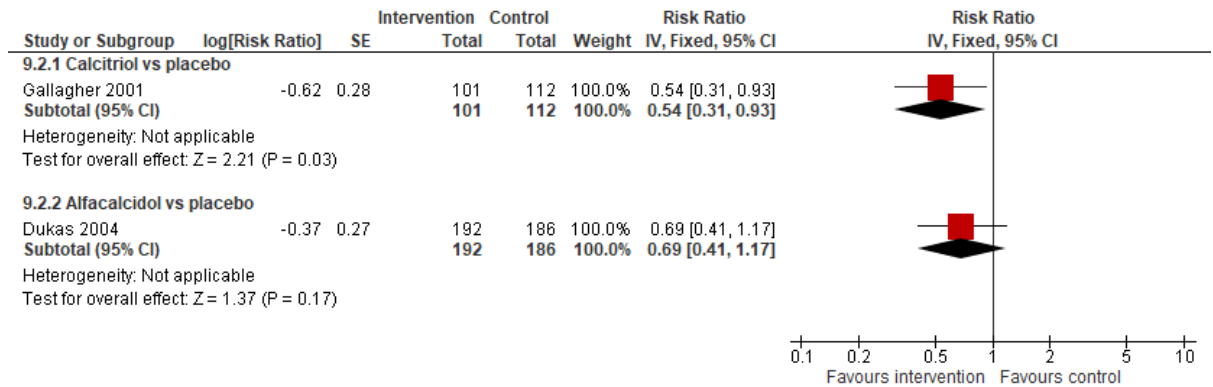 Intervention Control Risk Ratio Risk Ratio
Study or Subgroup log[Risk Ratio] SE Total Total Weight IV, Fixed, 95% CI IV, Fixed, 95% CI
9.2.1 Calcitriol vs placebo
Gallagher 2001 -0.62 0.28 101 112 100.0% 0.54 [0.31, 0.93]
Subtotal (95% CI) 101 112 100.0% 0.54 [0.31, 0.93]
Heterogeneity: Not applicable
Test for overall effect: Z = 2.21 (P = 0.03)
9.2.2 Alfacalcidol vs placebo
Dukas 2004 -0.37 0.27 192 186 100.0% 0.69 [0.41, 1.17]
Subtotal (95% CI) 192 186 100.0% 0.69 [0.41, 1.17]
Heterogeneity: Not applicable
Test for overall effect: Z = 1.37 (P = 0.17)
0.1 0.2 0.5 1 2 5 10
Favours intervention Favours control